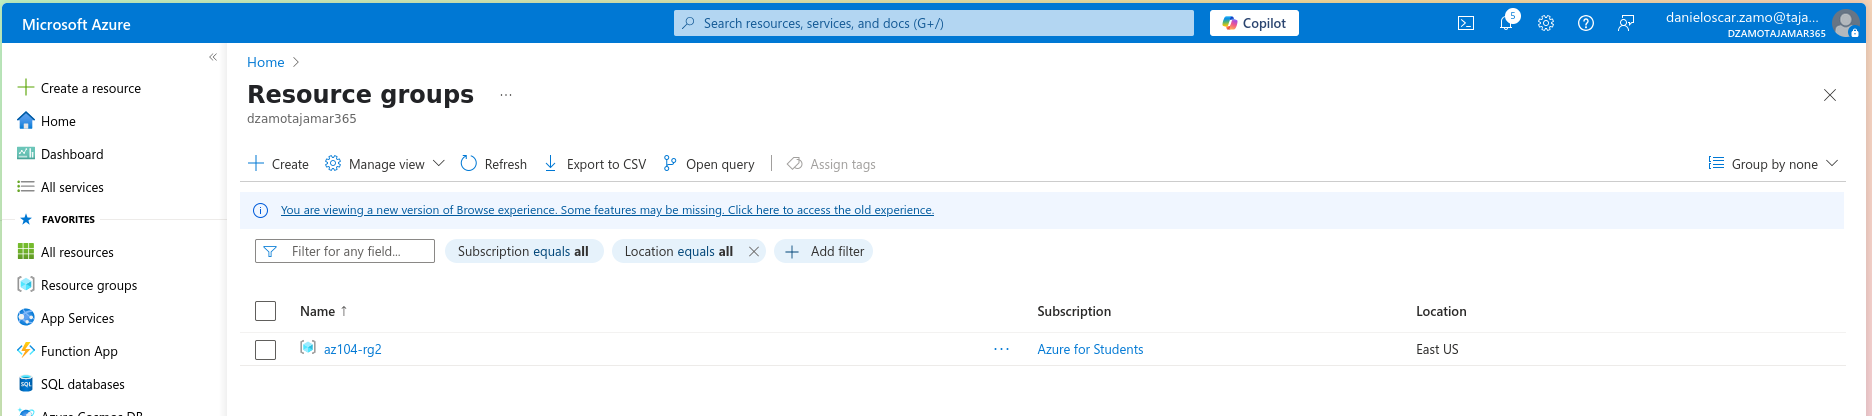 Microsoft Azure
Search resources, services, and docs (G+/)
Copilot
5
danieloscar.zamo@taja...
DZAMOTAJAMAR365
«
Create a resource
Home
Dashboard
All services
FAVORITES
All resources
Resource groups
App Services
Function App
SQL databases
Azure Cosmos DB
Home >
Resource groups ...
dzamotajamar365
Create Manage view Refresh Export to CSV Open query Assign tags Group by none
You are viewing a new version of Browse experience. Some features may be missing. Click here to access the old experience.
Filter for any field... Subscription equals all Location equals all Add filter
Name ↑ Subscription Location
az104-rg2 ... Azure for Students East US